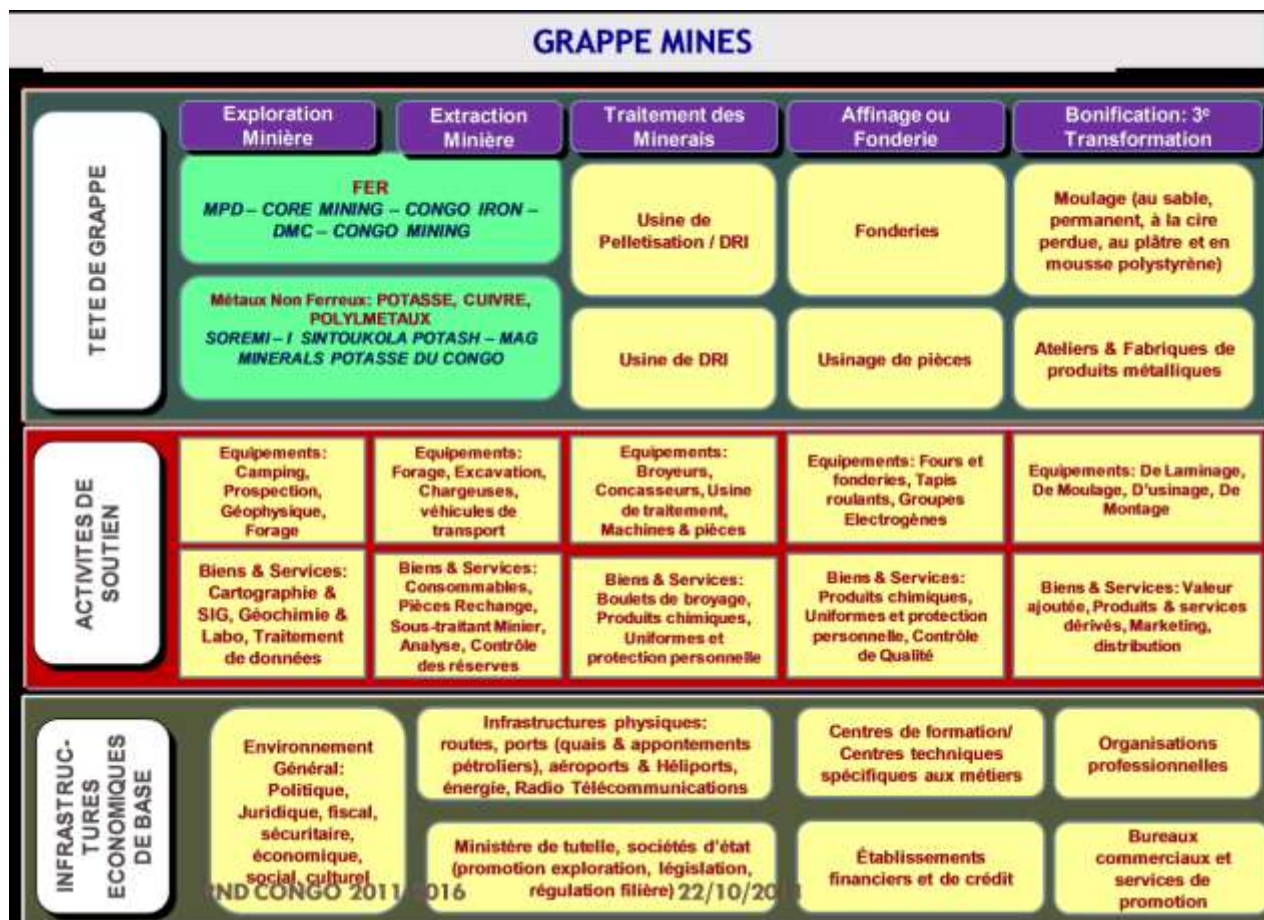 GRAPPE MINES
TETE DE GRAPPE
Exploration
Minière
Extraction
Minière
Traitement des
Minerais
Affinage ou
Fonderie
Bonification: 3e
Transformation
FER
MPD – CORE MINING – CONGO IRON –
DMC – CONGO MINING
Métaux Non Ferreux: POTASSE, CUIVRE,
POLYLMETAUX
SOREMI – I SINTOUKOLA POTASH – MAG
MINERALS POTASSE DU CONGO
Usine de
Pelletisation / DRI
Usine de DRI
Fonderies
Usinage de pièces
Moulage (au sable,
permanent, à la cire
perdue, au plâtre et en
mousse polystyrène)
Ateliers & Fabriques de
produits métalliques
ACTIVITES DE
SOUTIEN
Equipements:
Camping,
Prospection,
Géophysique,
Forage
Equipements:
Forage, Excavation,
Chargeuses,
véhicules de
transport
Equipements:
Broyeurs,
Concasseurs, Usine
de traitement,
Machines & pièces
Equipements: Fours et
fonderies, Tapis
roulants, Groupes
Electrogènes
Equipements: De Laminage,
De Moulage, D'usinage, De
Montage
Biens & Services:
Cartographie &
SIG, Géochimie &
Labo, Traitement
de données
Biens & Services:
Consommables,
Pièces Rechange,
Sous-traitant Minier,
Analyse, Contrôle
des réserves
Biens & Services:
Boulets de broyage,
Produits chimiques,
Uniformes et
protection personnelle
Biens & Services:
Produits chimiques,
Uniformes et protection
personnelle, Contrôle
de Qualité
Biens & Services: Valeur
ajoutée, Produits & services
dérivés, Marketing,
distribution
INFRASTRUC-
TURES
ECONOMIQUES
DE BASE
Environnement
Général:
Politique,
Juridique, fiscal,
sécuritaire,
économique,
social, culturel
Infrastructures physiques:
routes, ports (quais & appontements
pétroliers), aéroports & Héliports,
énergie, Radio Télécommunications
Ministère de tutelle, sociétés d'état
(promotion exploration, législation,
régulation filière)
Centres de formation/
Centres techniques
spécifiques aux métiers
Établissements
financiers et de crédit
Organisations
professionnelles
Bureaux
commerciaux et
services de
promotion
CONGO 2011 2016